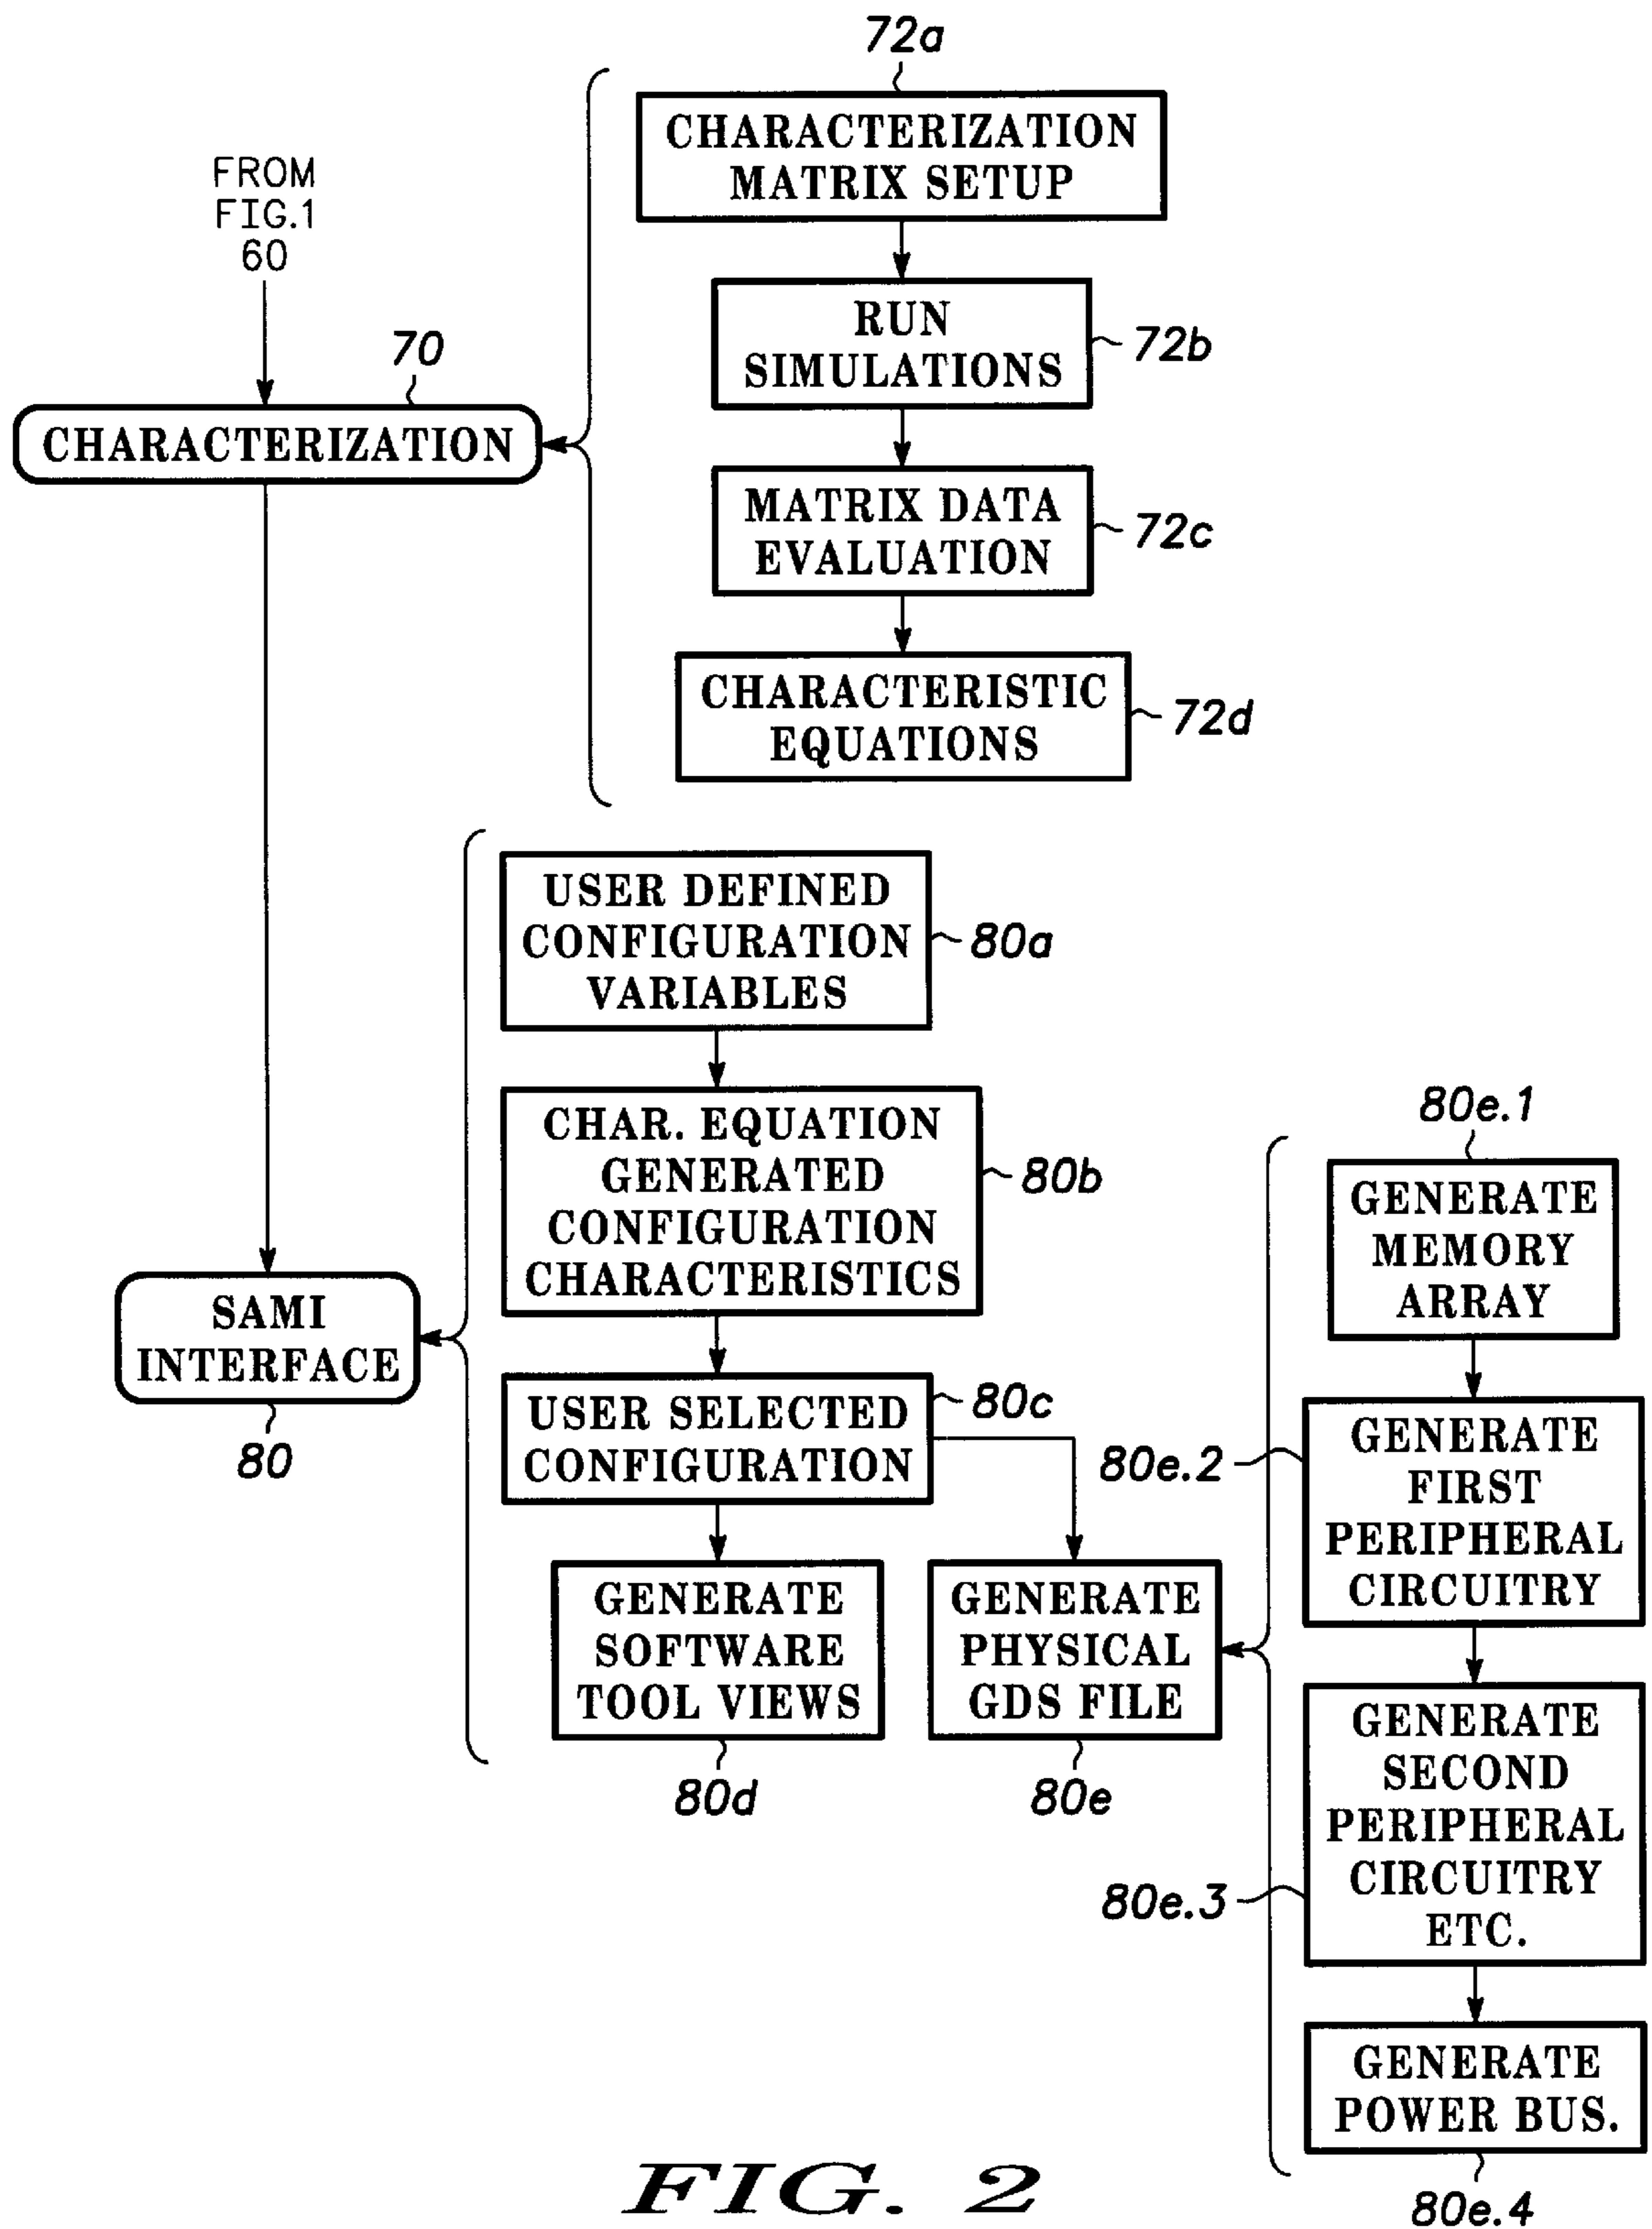 72a
CHARACTERIZATION
MATRIX SETUP
FROM
FIG.1
60
RUN
SIMULATIONS
72b
70
CHARACTERIZATION
MATRIX DATA
EVALUATION
72c
CHARACTERISTIC
EQUATIONS
72d
USER DEFINED
CONFIGURATION
VARIABLES
80a
CHAR. EQUATION
GENERATED
CONFIGURATION
CHARACTERISTICS
80b
SAMI
INTERFACE
80
USER SELECTED
CONFIGURATION
80c
GENERATE
SOFTWARE
TOOL VIEWS
80d
GENERATE
PHYSICAL
GDS FILE
80e
80e.1
GENERATE
MEMORY
ARRAY
80e.2
GENERATE
FIRST
PERIPHERAL
CIRCUITRY
GENERATE
SECOND
PERIPHERAL
CIRCUITRY
ETC.
80e.3
GENERATE
POWER BUS.
80e.4
FIG. 2